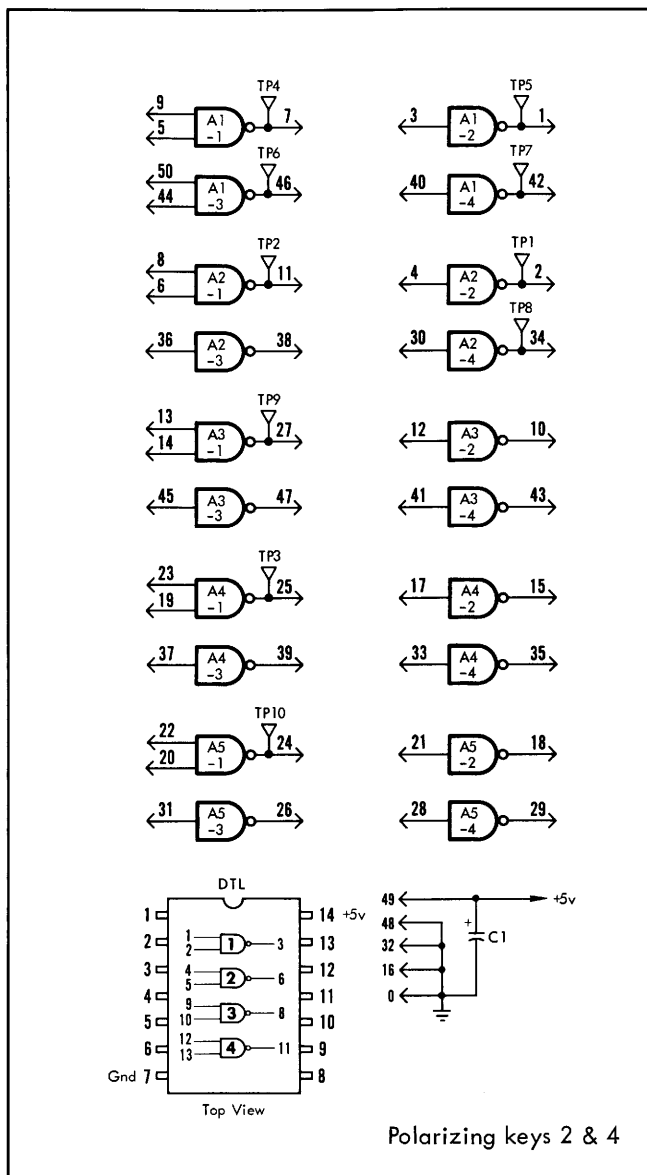 TP4 TP5
9 7 3 1
A1 A1
5 -1 -2
TP6 TP7
50 46 40 42
A1 A1
44 -3 -4
TP2 TP1
8 11 4 2
A2 A2
6 -1 -2
TP8
36 38 30 34
A2 A2
-3 -4
TP9
13 27 12 10
A3 A3
14 -1 -2
45 47 41 43
A3 A3
-3 -4
TP3
23 25 17 15
A4 A4
19 -1 -2
37 39 33 35
A4 A4
-3 -4
TP10
22 24 21 18
A5 A5
20 -1 -2
31 26 28 29
A5 A5
-3 -4
DTL
1 14 +5v
2 1 2 1 3 13
3 4 5 2 6 12
4 11
5 9 10 3 8 10
6 12 13 4 11 9
Gnd 7 8
Top View
49 +5v
48 +
32 C1
16
0
Polarizing keys 2 & 4